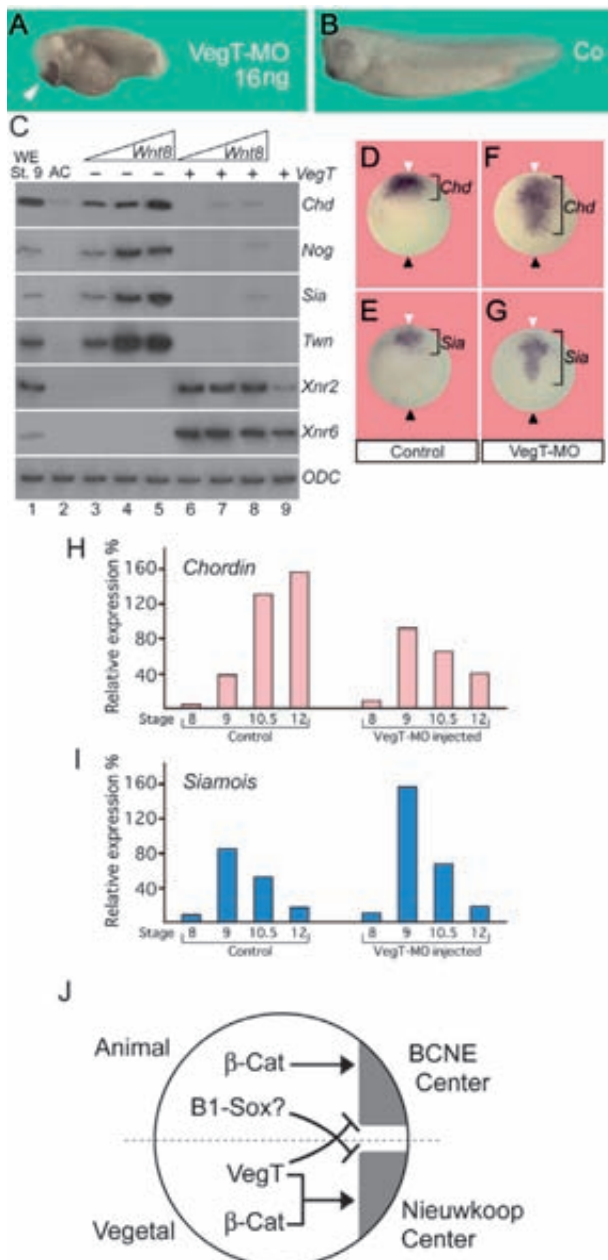 A
VegT-MO
16ng
B
Co
C
WE
St. 9
AC
Wnt8
Wnt8
− − − + + + + VegT
Chd
Nog
Sia
Twn
Xnr2
Xnr6
ODC
1 2 3 4 5 6 7 8 9
D
Chd
F
Chd
E
Sia
G
Sia
Control
VegT-MO
H
Chordin
Relative expression %
160
120
80
40
Stage 8 9 10.5 12 8 9 10.5 12
Control VegT-MO injected
I
Siamois
Relative expression %
160
120
80
40
Stage 8 9 10.5 12 8 9 10.5 12
Control VegT-MO injected
J
Animal
β-Cat
BCNE
Center
B1-Sox?
VegT
β-Cat
Vegetal
Nieuwkoop
Center